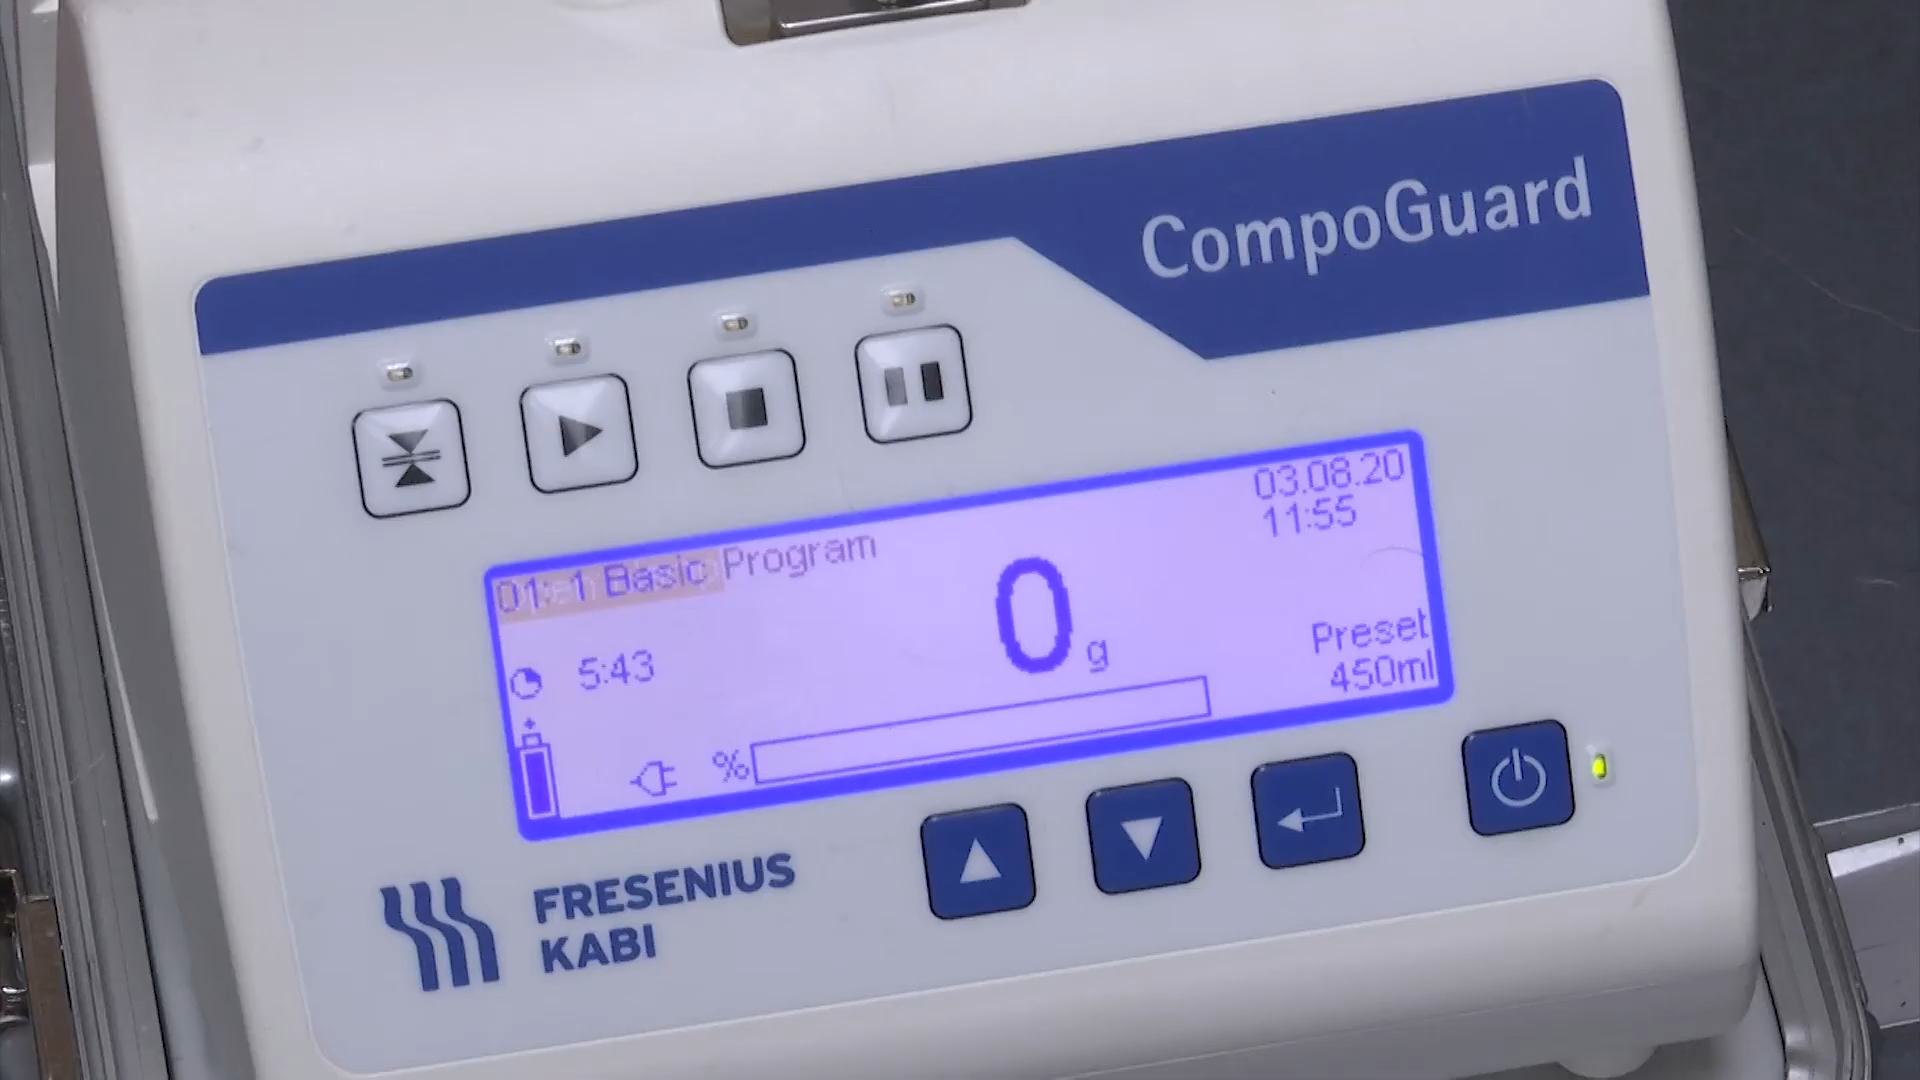 CompoGuard
03.08.20
11:55
01: 1 Basic Program
0 g
5:43
Preset
450ml
%
FRESENIUS
KABI